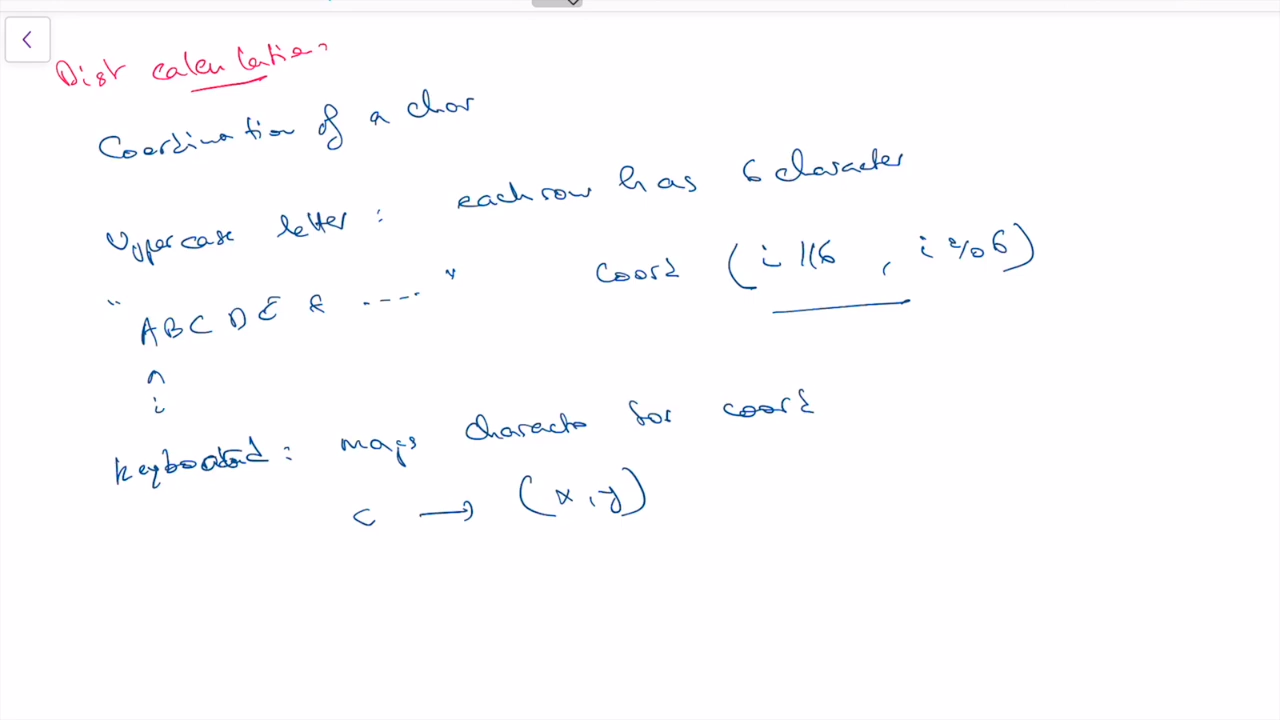 Dist calculation
Coordination of a char
Uppercase letter : each row has 6 character
" ABCDEF ----- " coord (i//6, i%6)
^
i
keyboard : maps character for coord
c → (x,y)